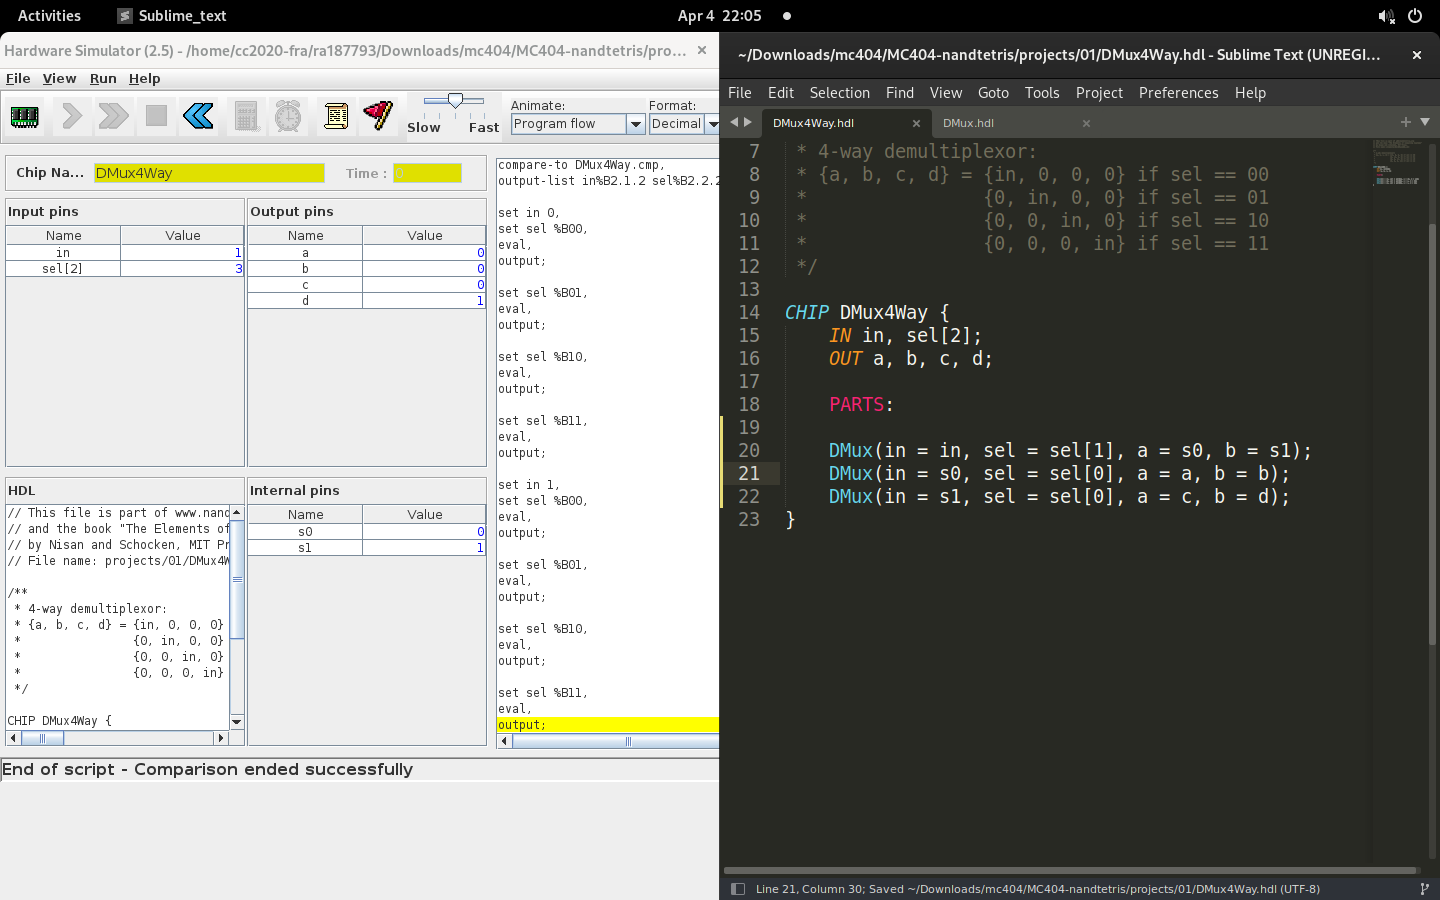 Activities
Sublime_text
Apr 4 22:05
Hardware Simulator (2.5) - /home/cc2020-fra/ra187793/Downloads/mc404/MC404-nandtetris/pro...
File View Run Help
Slow Fast
Animate:
Program flow
Format:
Decimal
Chip Na...
DMux4Way
Time :
0
Input pins
Name Value
in 1
sel[2] 3
Output pins
Name Value
a 0
b 0
c 0
d 1
HDL
// This file is part of www.nand
// and the book "The Elements of
// by Nisan and Schocken, MIT Pr
// File name: projects/01/DMux4W
/**
* 4-way demultiplexor:
* {a, b, c, d} = {in, 0, 0, 0}
* {0, in, 0, 0}
* {0, 0, in, 0}
* {0, 0, 0, in}
*/
CHIP DMux4Way {
Internal pins
Name Value
s0 0
s1 1
compare-to DMux4Way.cmp,
output-list in%B2.1.2 sel%B2.2.2
set in 0,
set sel %B00,
eval,
output;
set sel %B01,
eval,
output;
set sel %B10,
eval,
output;
set sel %B11,
eval,
output;
set in 1,
set sel %B00,
eval,
output;
set sel %B01,
eval,
output;
set sel %B10,
eval,
output;
set sel %B11,
eval,
output;
End of script - Comparison ended successfully
~/Downloads/mc404/MC404-nandtetris/projects/01/DMux4Way.hdl - Sublime Text (UNREGI...
File Edit Selection Find View Goto Tools Project Preferences Help
DMux4Way.hdl
DMux.hdl
7 * 4-way demultiplexor:
8 * {a, b, c, d} = {in, 0, 0, 0} if sel == 00
9 * {0, in, 0, 0} if sel == 01
10 * {0, 0, in, 0} if sel == 10
11 * {0, 0, 0, in} if sel == 11
12 */
13
14 CHIP DMux4Way {
15 IN in, sel[2];
16 OUT a, b, c, d;
17
18 PARTS:
19
20 DMux(in = in, sel = sel[1], a = s0, b = s1);
21 DMux(in = s0, sel = sel[0], a = a, b = b);
22 DMux(in = s1, sel = sel[0], a = c, b = d);
23 }
Line 21, Column 30; Saved ~/Downloads/mc404/MC404-nandtetris/projects/01/DMux4Way.hdl (UTF-8)